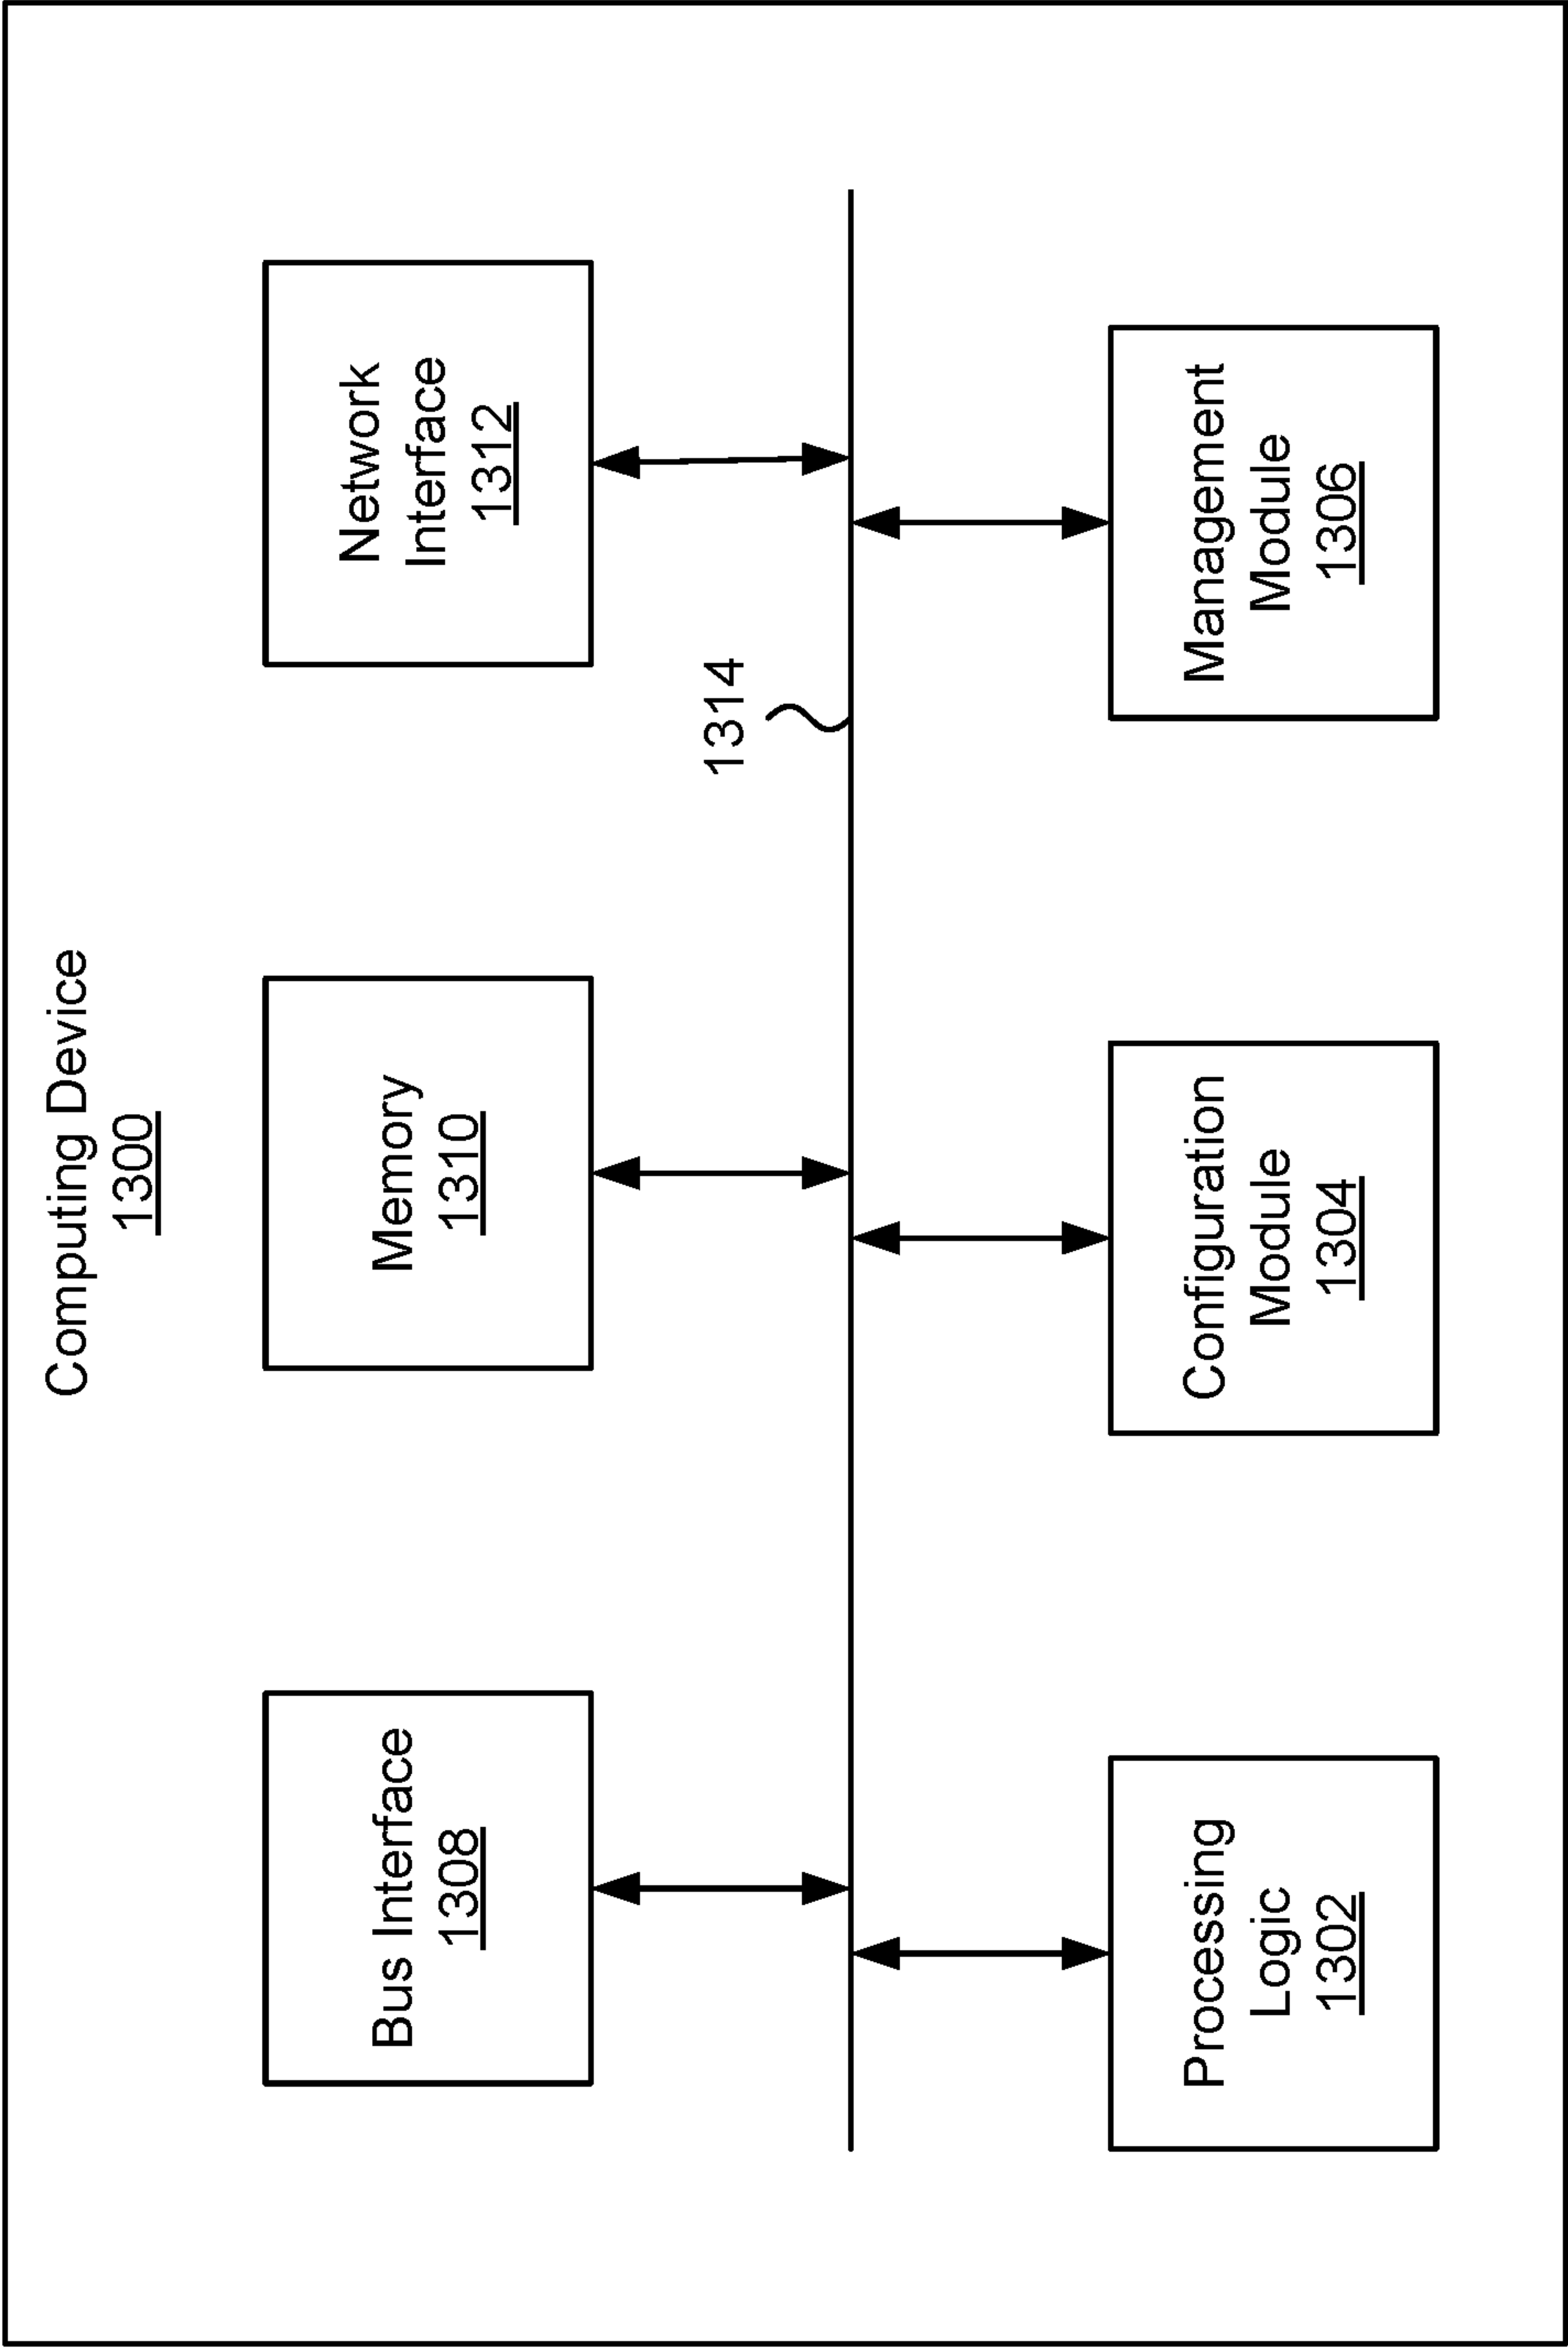 Computing Device
1300
Bus Interface
1308
Memory
1310
Network
Interface
1312
1314
Processing
Logic
1302
Configuration
Module
1304
Management
Module
1306